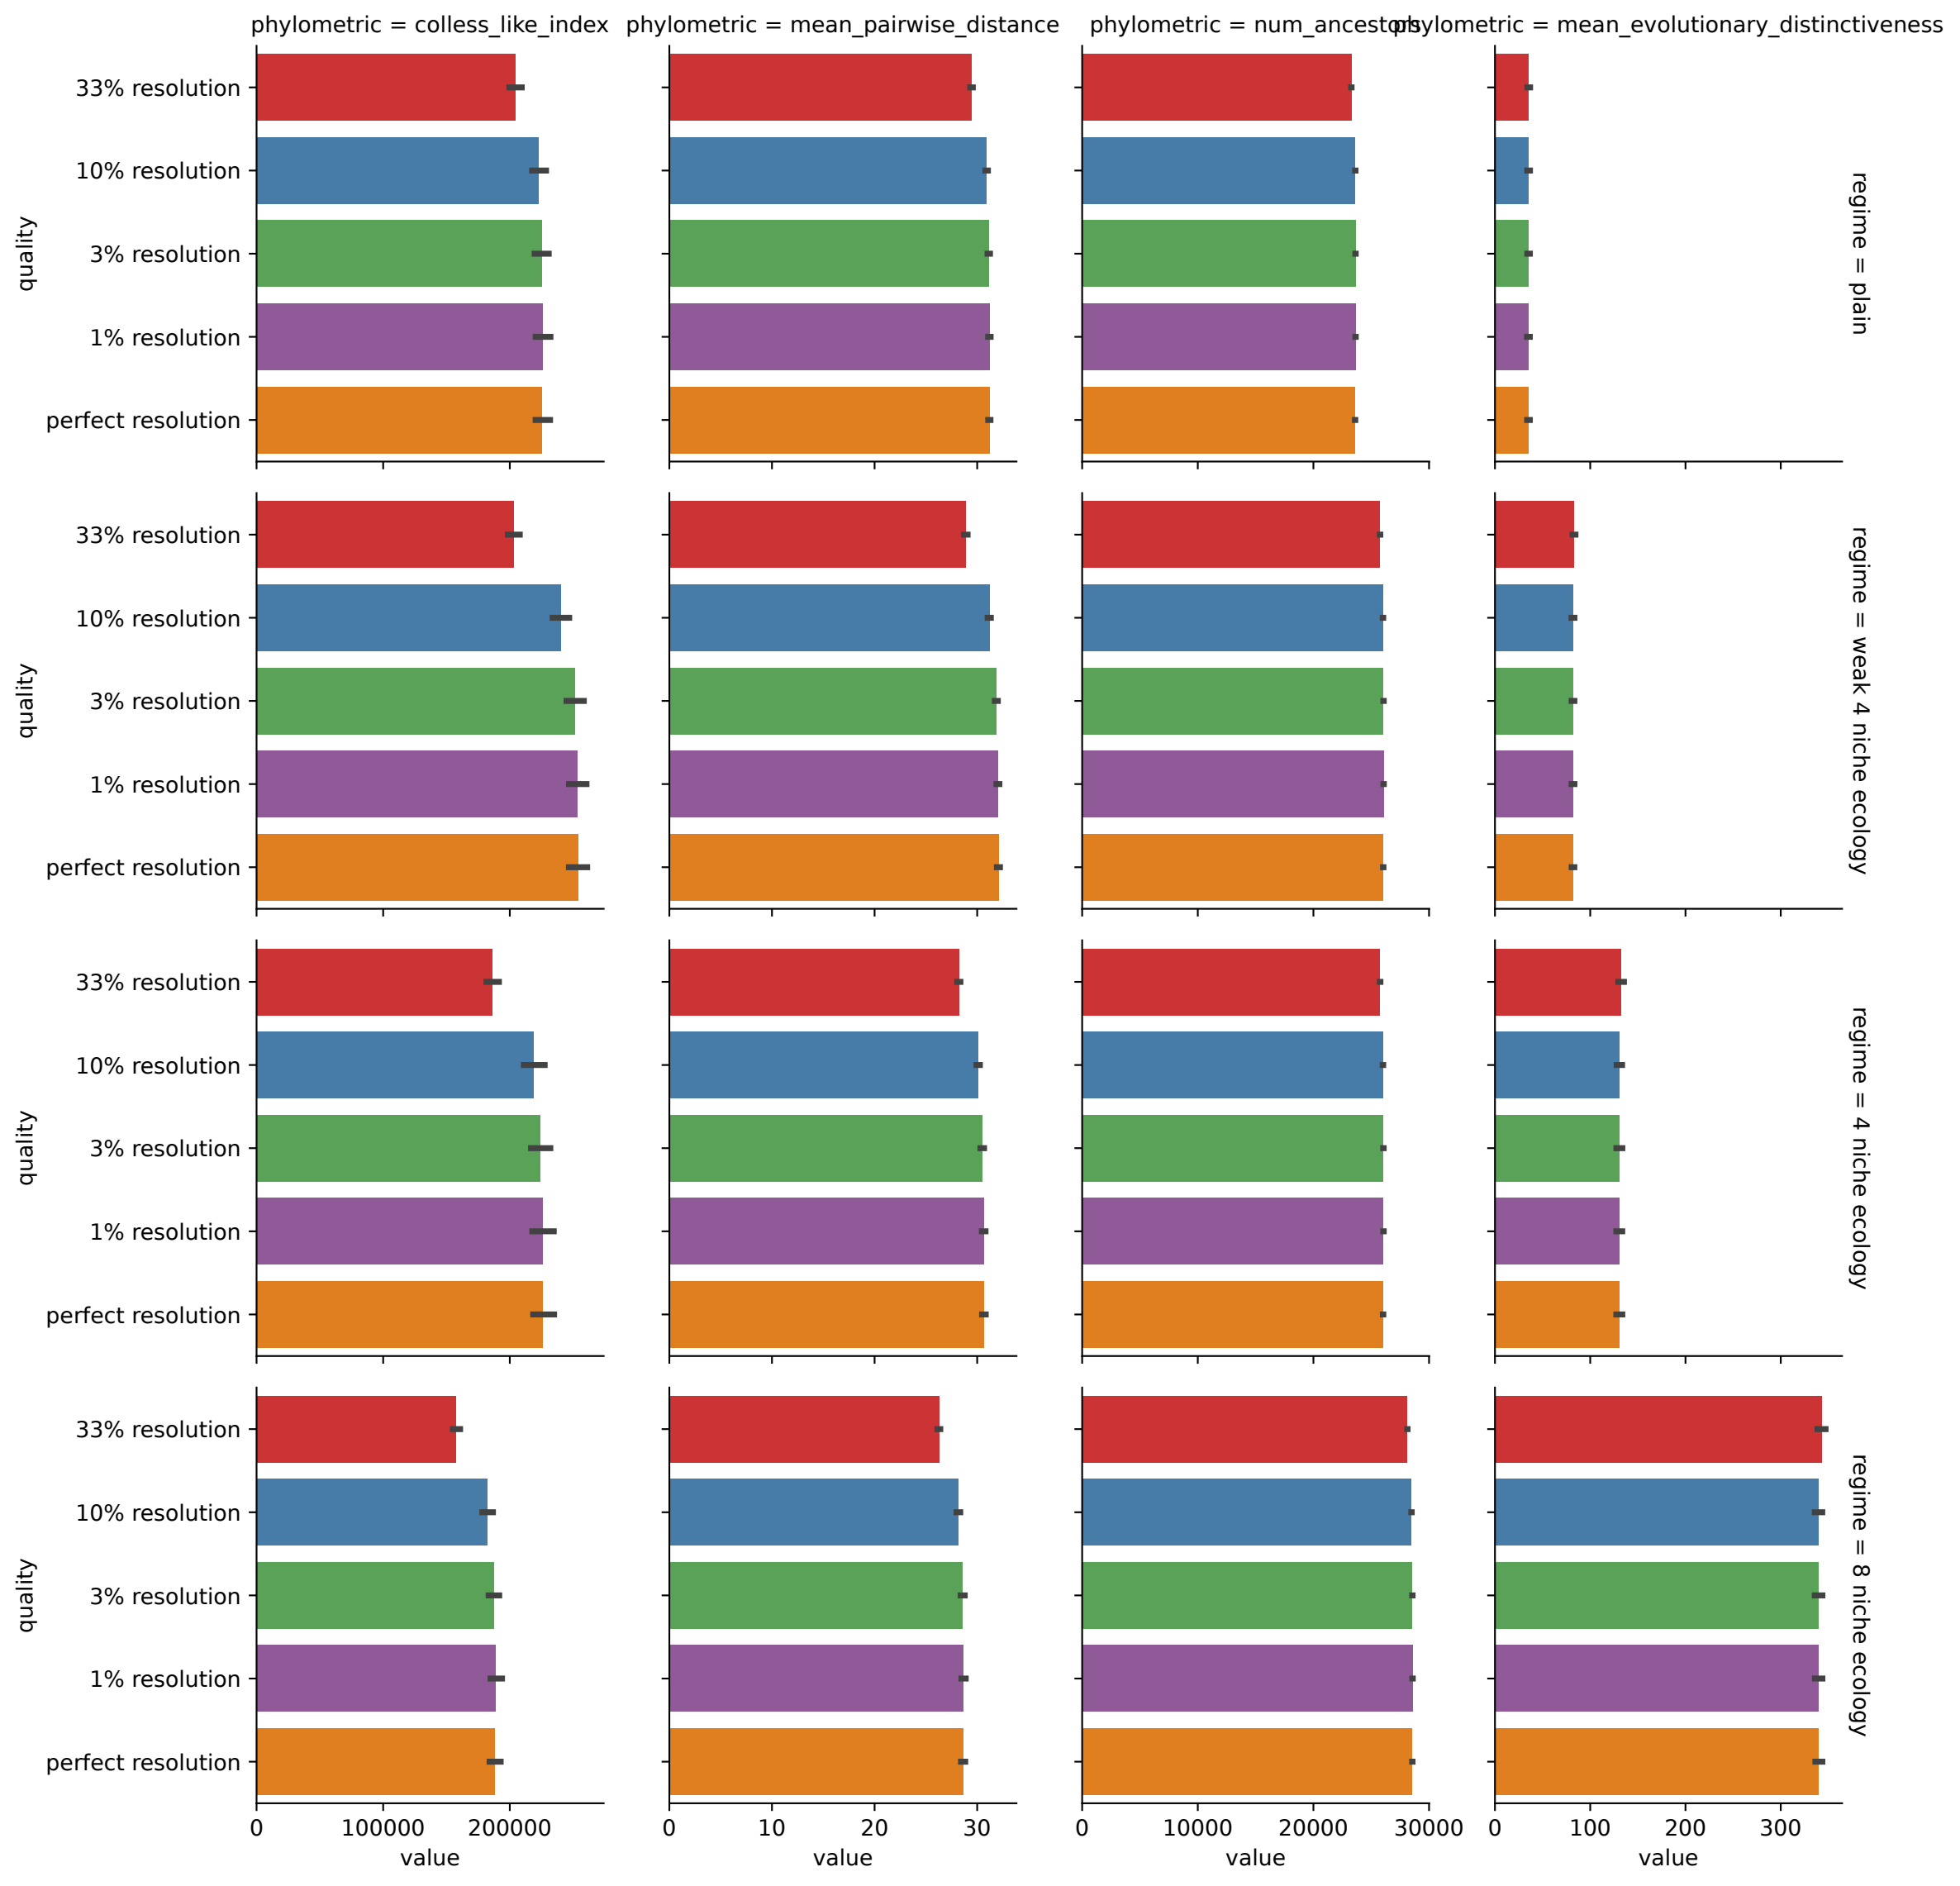 phylometric = colless_like_index
phylometric = mean_pairwise_distance
phylometric = num_ancestors
phylometric = mean_evolutionary_distinctiveness
quality
33% resolution
10% resolution
3% resolution
1% resolution
perfect resolution
regime = plain
quality
33% resolution
10% resolution
3% resolution
1% resolution
perfect resolution
regime = weak 4 niche ecology
quality
33% resolution
10% resolution
3% resolution
1% resolution
perfect resolution
regime = 4 niche ecology
quality
33% resolution
10% resolution
3% resolution
1% resolution
perfect resolution
regime = 8 niche ecology
0 100000 200000
value
0 10 20 30
value
0 10000 20000 30000
value
0 100 200 300
value